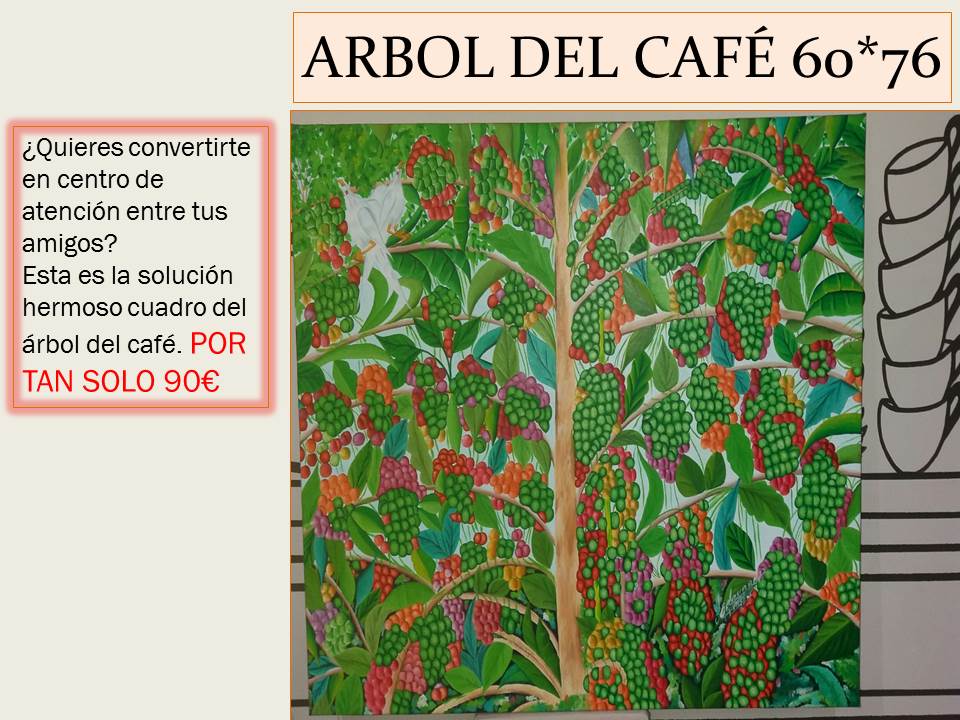 ARBOL DEL CAFÉ 60*76
¿Quieres convertirte
en centro de
atención entre tus
amigos?
Esta es la solución
hermoso cuadro del
árbol del café. POR
TAN SOLO 90€